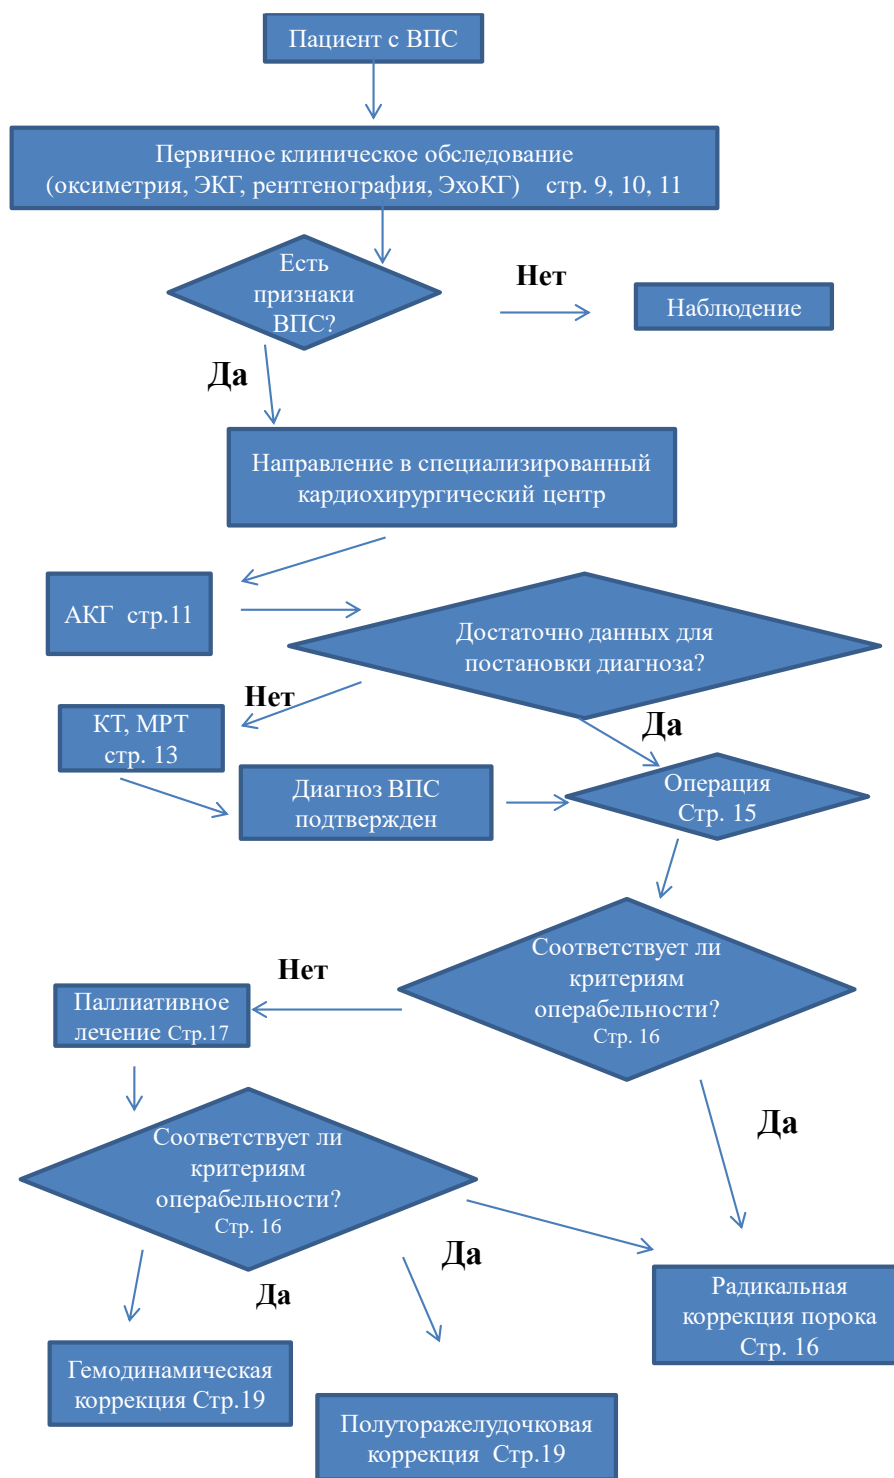 Пациент с ВПС
Первичное клиническое обследование
(оксиметрия, ЭКГ, рентгенография, ЭхоКГ) стр. 9, 10, 11
Есть
признаки
ВПС?
Нет
Наблюдение
Да
Направление в специализированный
кардиохирургический центр
АКГ стр.11
Достаточно данных для
постановки диагноза?
Нет
Да
КТ, МРТ
стр. 13
Диагноз ВПС
подтвержден
Операция
Стр. 15
Соответствует ли
критериям
операбельности?
Стр. 16
Нет
Паллиативное
лечение Стр.17
Да
Соответствует ли
критериям
операбельности?
Стр. 16
Да
Да
Радикальная
коррекция порока
Стр. 16
Гемодинамическая
коррекция Стр.19
Полуторажелудочковая
коррекция Стр.19